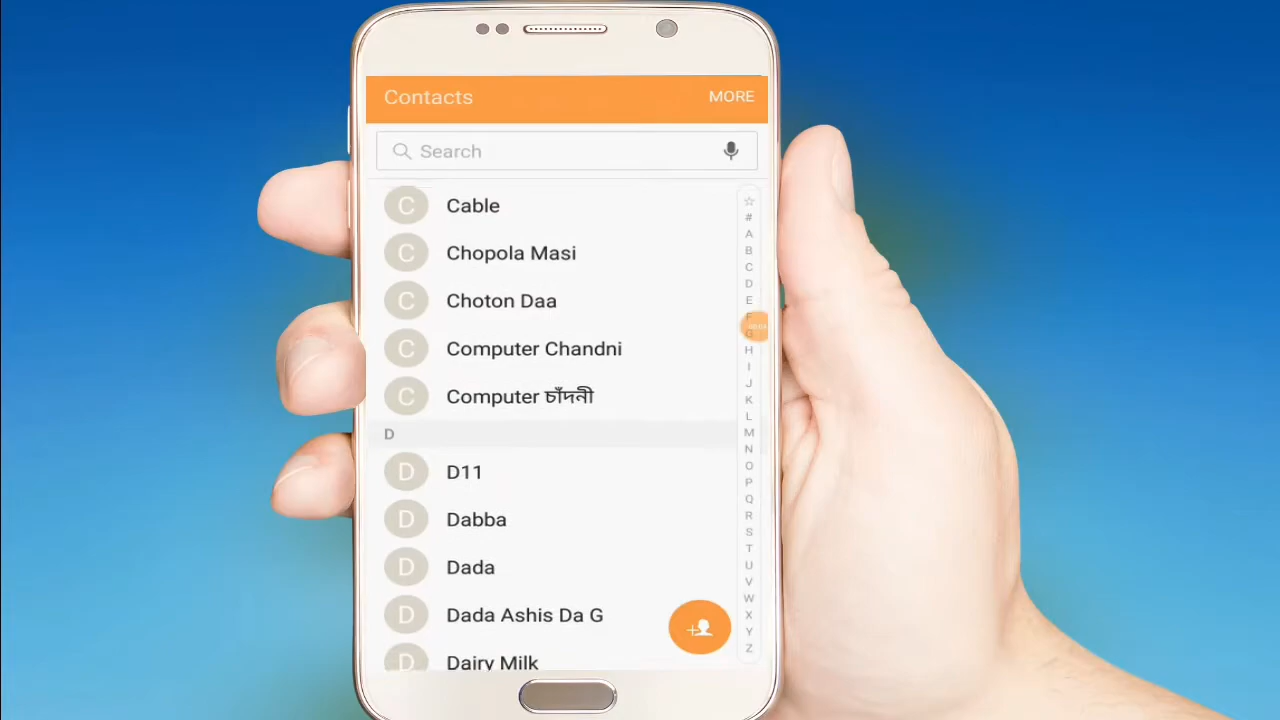 Contacts MORE
Search
C Cable
C Chopola Masi
C Choton Daa
C Computer Chandni
C Computer চাঁদনী
D
D D11
D Dabba
D Dada
D Dada Ashis Da G
D Dairy Milk
☆
#
A
B
C
D
E
F
G
H
I
J
K
L
M
N
O
P
Q
R
S
T
U
V
W
X
Y
Z